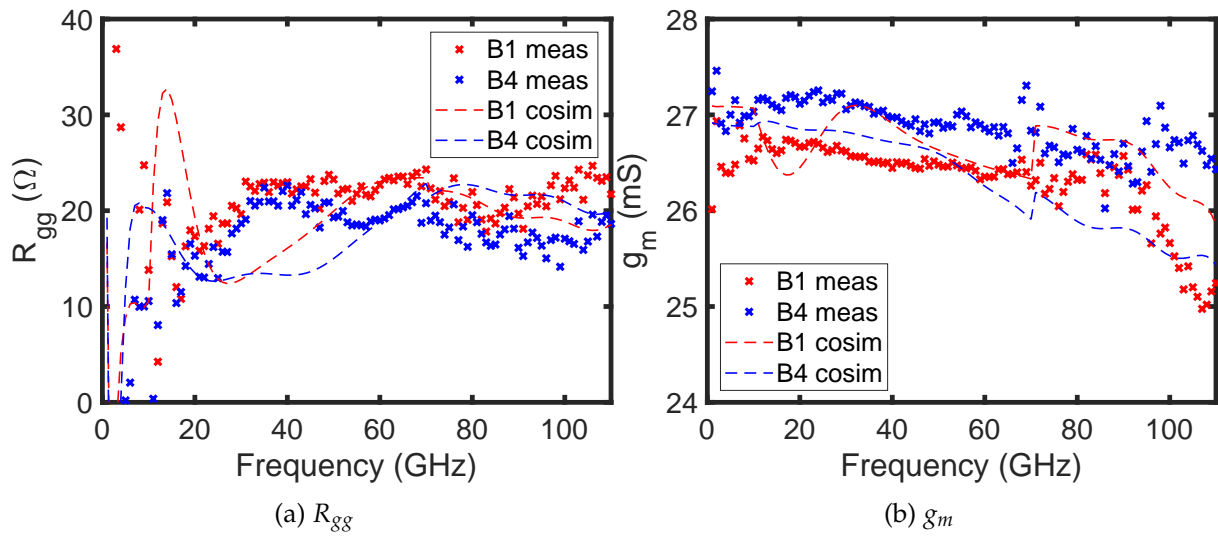 40
30
20
10
0
R_gg (Ω)
B1 meas
B4 meas
B1 cosim
B4 cosim
0 20 40 60 80 100
Frequency (GHz)
(a) R_gg
28
27
26
25
24
g_m (mS)
B1 meas
B4 meas
B1 cosim
B4 cosim
0 20 40 60 80 100
Frequency (GHz)
(b) g_m